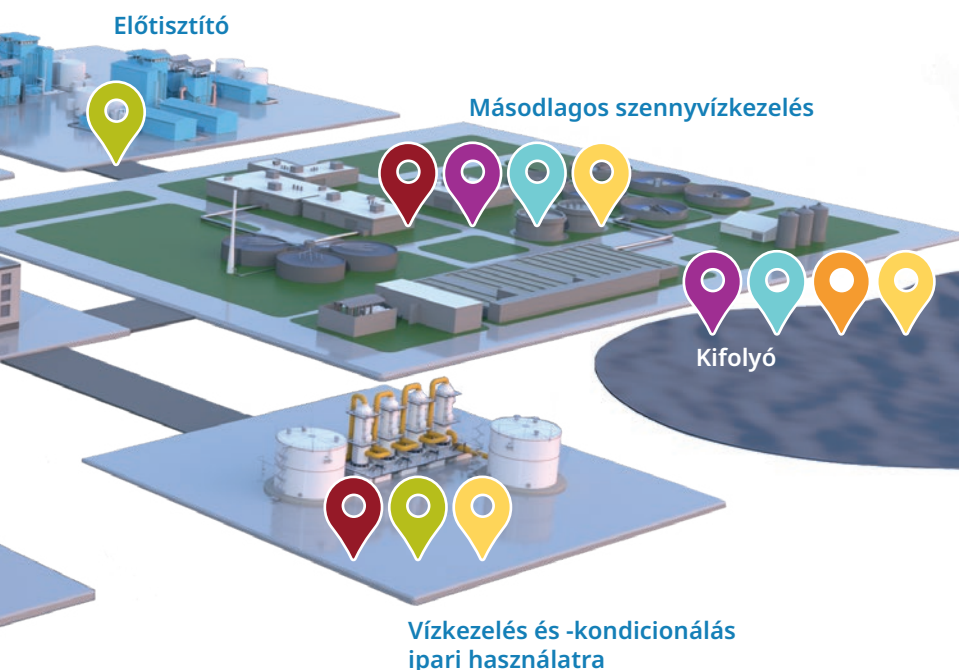 Előtisztító
Másodlagos szennyvízkezelés
Kifolyó
Vízkezelés és -kondicionálás
ipari használatra